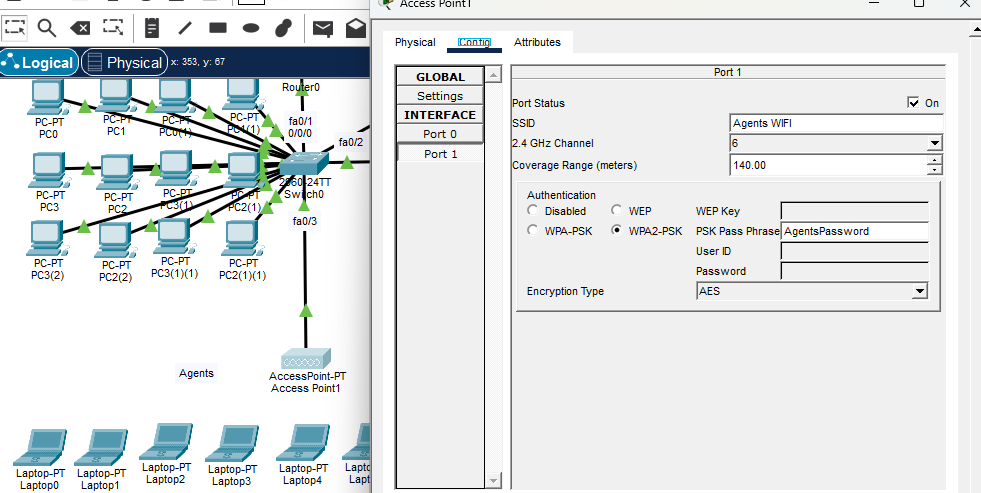 Access Point1
Logical
Physical
x: 353, y: 67
Router0
fa0/1
0/0/0
fa0/2
PC-PT
PC0
PC-PT
PC1
PC-PT
PC0(1)
PC-PT
PC1(1)
2960-24TT
Switch0
PC-PT
PC3
PC-PT
PC2
PC-PT
PC3(1)
PC-PT
PC2(1)
fa0/3
PC-PT
PC3(2)
PC-PT
PC2(2)
PC-PT
PC3(1)(1)
PC-PT
PC2(1)(1)
Agents
AccessPoint-PT
Access Point1
Laptop-PT
Laptop0
Laptop-PT
Laptop1
Laptop-PT
Laptop2
Laptop-PT
Laptop3
Laptop-PT
Laptop4
Physical Config Attributes
GLOBAL
Settings
INTERFACE
Port 0
Port 1
Port 1
Port Status On
SSID Agents WIFI
2.4 GHz Channel 6
Coverage Range (meters) 140.00
Authentication
Disabled WEP WEP Key
WPA-PSK WPA2-PSK PSK Pass Phrase AgentsPassword
User ID
Password
Encryption Type AES